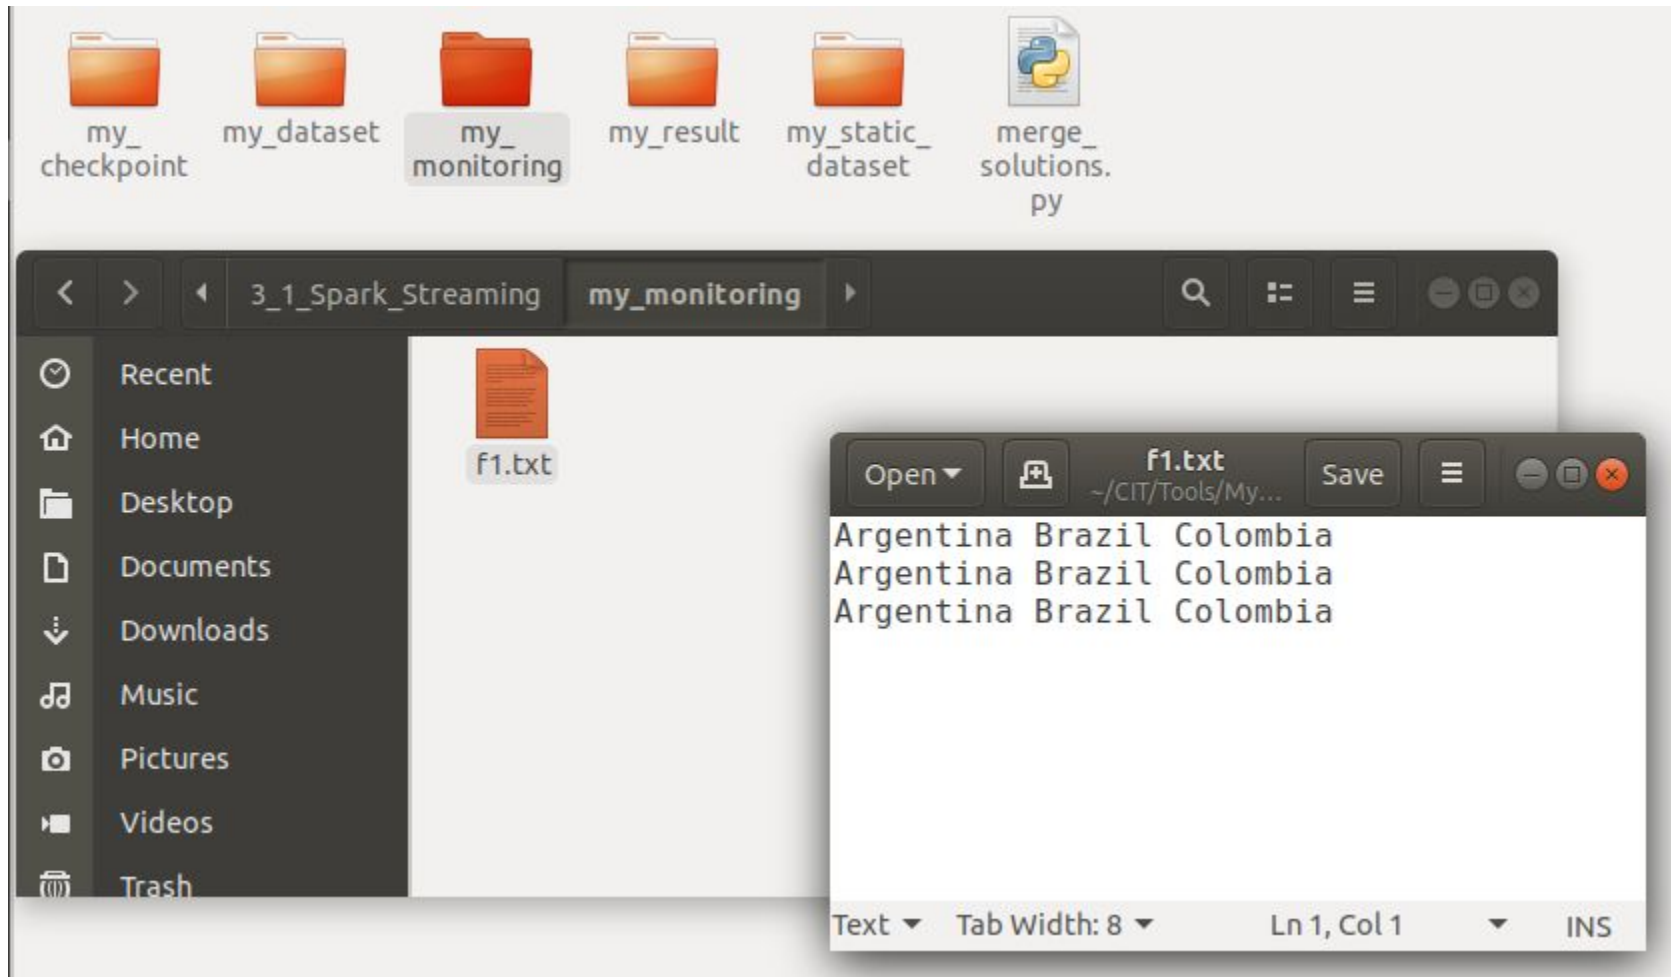 my_
checkpoint
my_dataset
my_
monitoring
my_result
my_static_
dataset
merge_
solutions.
py
3_1_Spark_Streaming
my_monitoring
Recent
Home
Desktop
Documents
Downloads
Music
Pictures
Videos
Trash
f1.txt
Open
f1.txt
~/CIT/Tools/My...
Save
Argentina Brazil Colombia
Argentina Brazil Colombia
Argentina Brazil Colombia
Text
Tab Width: 8
Ln 1, Col 1
INS